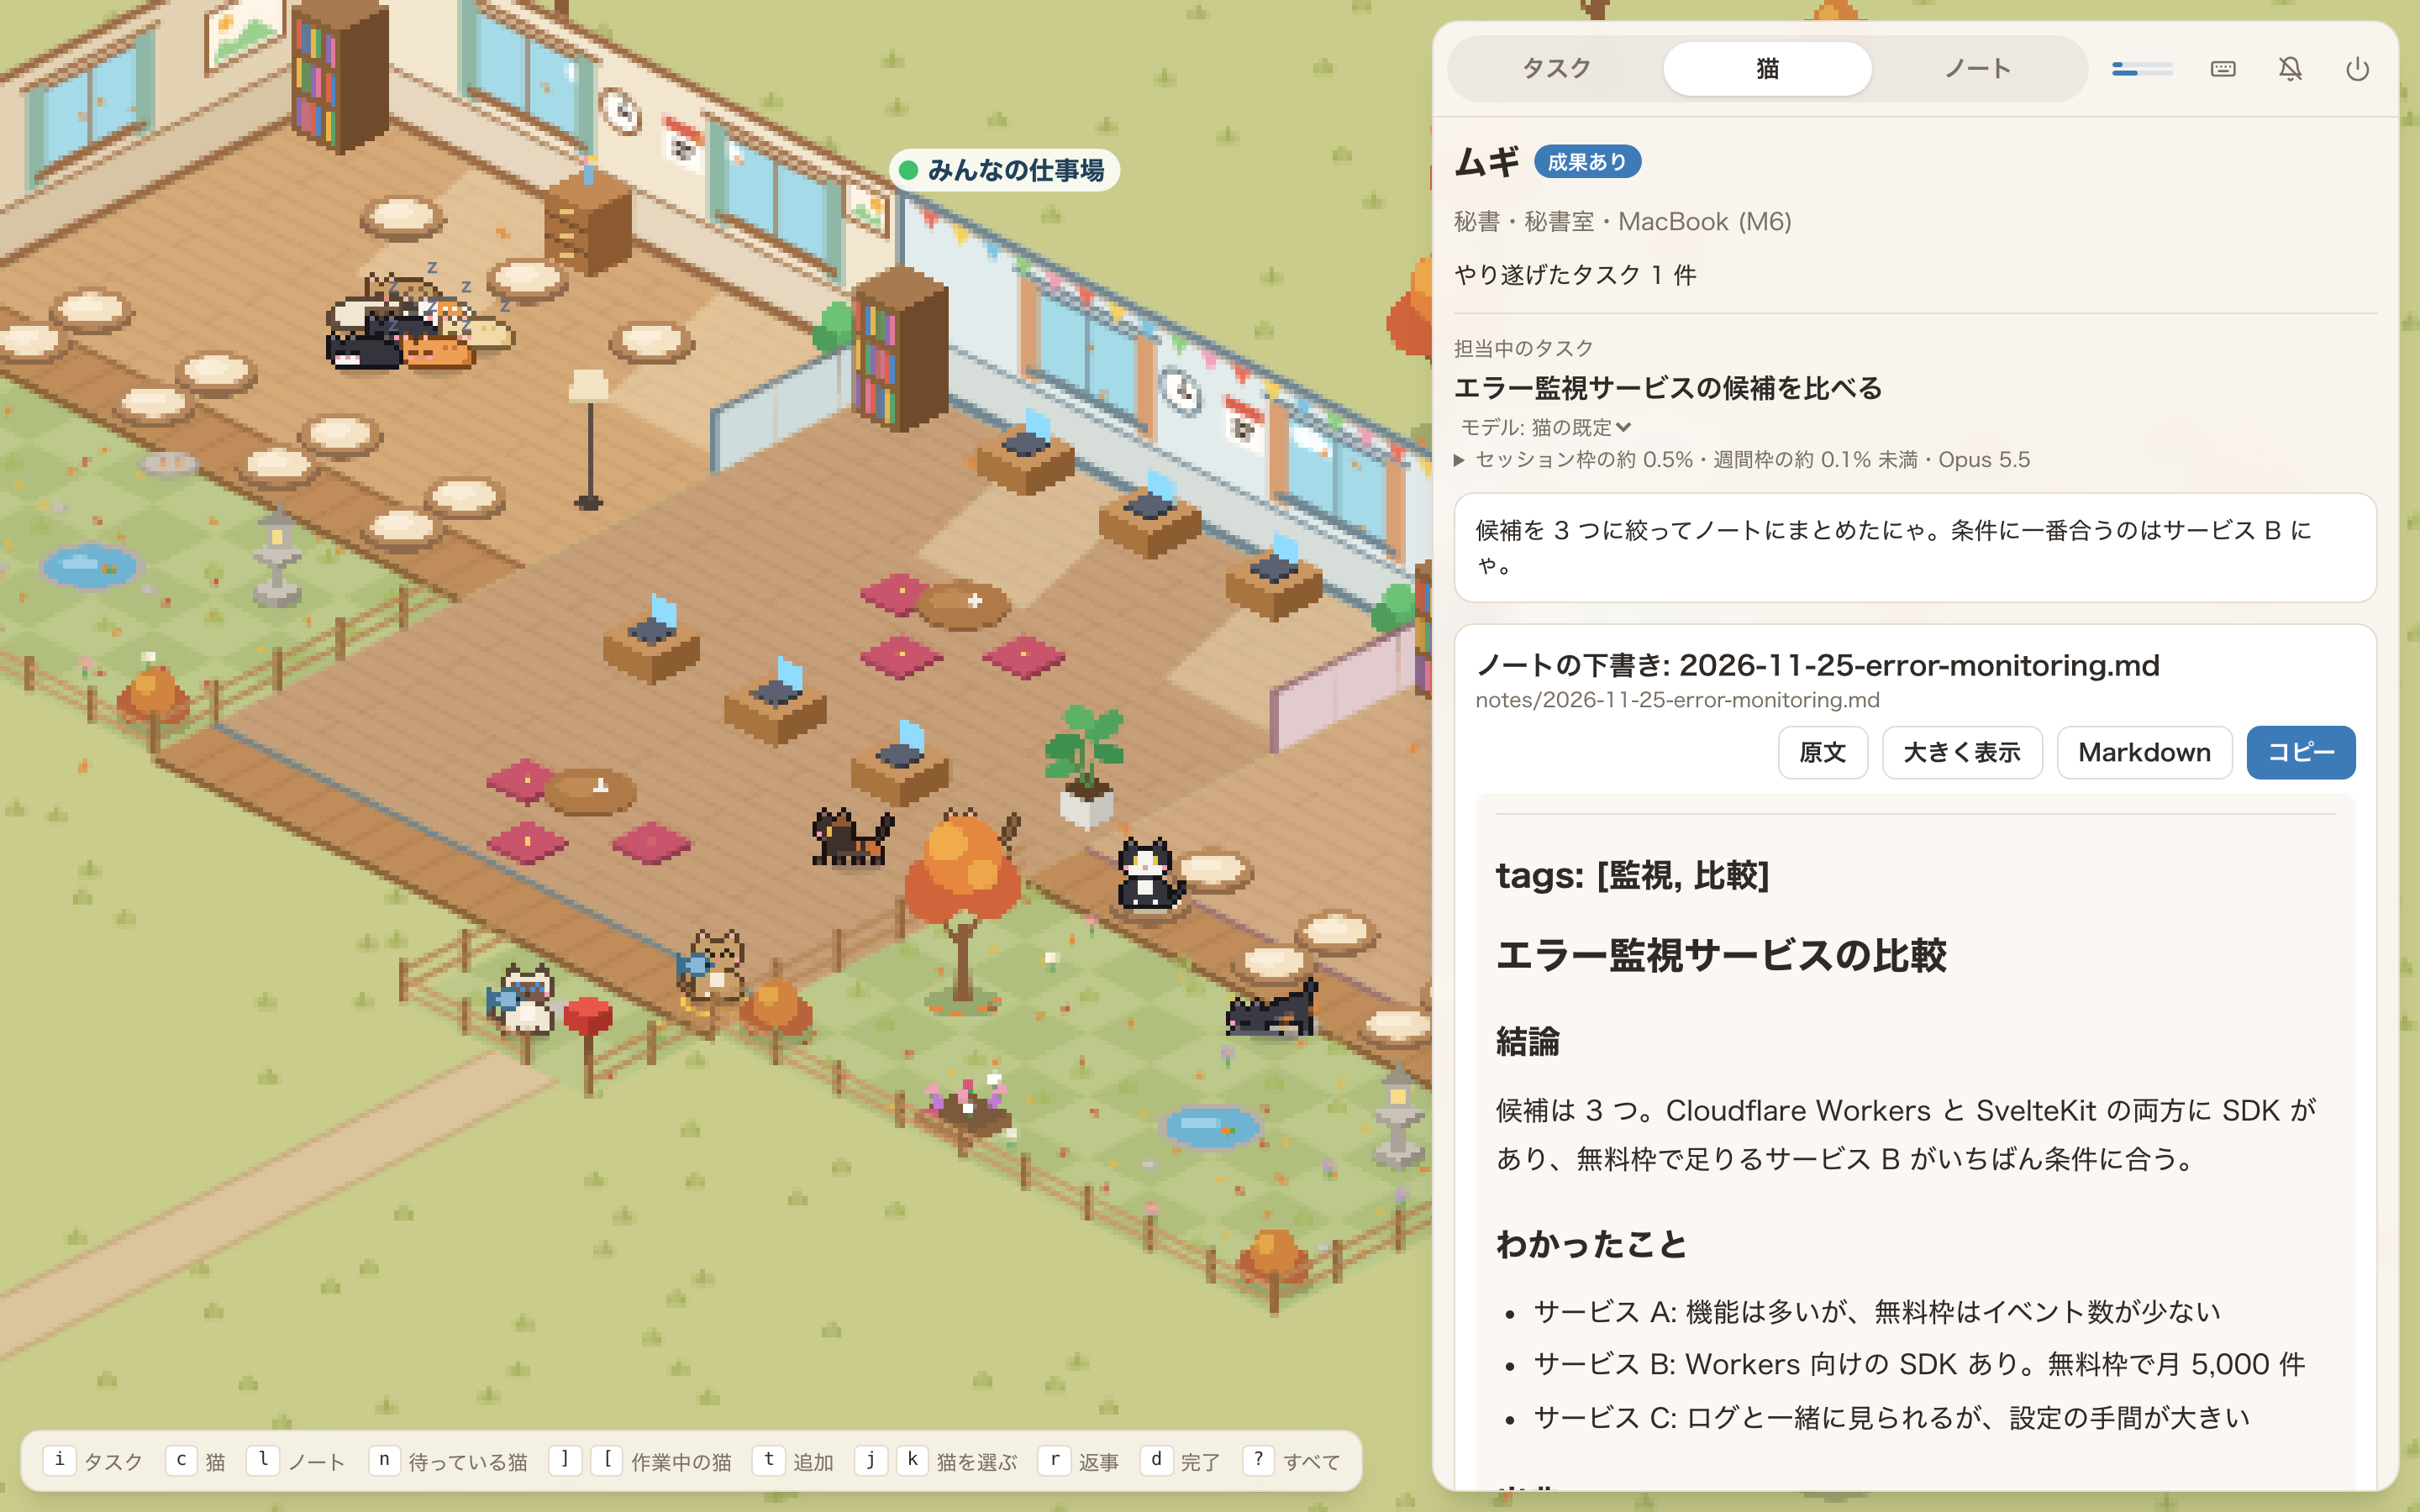 みんなの仕事場
タスク
猫
ノート
ムギ 成果あり
秘書・秘書室・MacBook (M6)
やり遂げたタスク 1 件
担当中のタスク
エラー監視サービスの候補を比べる
モデル: 猫の既定
セッション枠の約 0.5%・週間枠の約 0.1% 未満・Opus 5.5
候補を 3 つに絞ってノートにまとめたにゃ。条件に一番合うのはサービス B に
ゃ。
ノートの下書き: 2026-11-25-error-monitoring.md
notes/2026-11-25-error-monitoring.md
原文
大きく表示
Markdown
コピー
tags: [監視, 比較]
エラー監視サービスの比較
結論
候補は 3 つ。Cloudflare Workers と SvelteKit の両方に SDK が
あり、無料枠で足りるサービス B がいちばん条件に合う。
わかったこと
• サービス A: 機能は多いが、無料枠はイベント数が少ない
• サービス B: Workers 向けの SDK あり。無料枠で月 5,000 件
• サービス C: ログと一緒に見られるが、設定の手間が大きい
i タスク c 猫 l ノート n 待っている猫 ] [ 作業中の猫 t 追加 j k 猫を選ぶ r 返事 d 完了 ? すべて
z
z
z
z
z
z
z